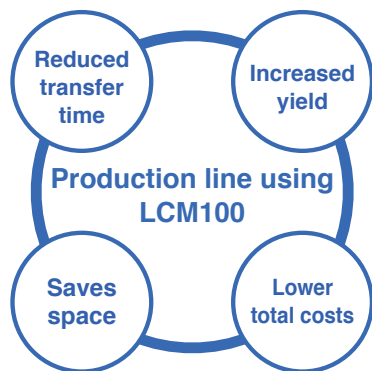 Reduced
transfer
time
Increased
yield
Production line using
LCM100
Saves
space
Lower
total costs